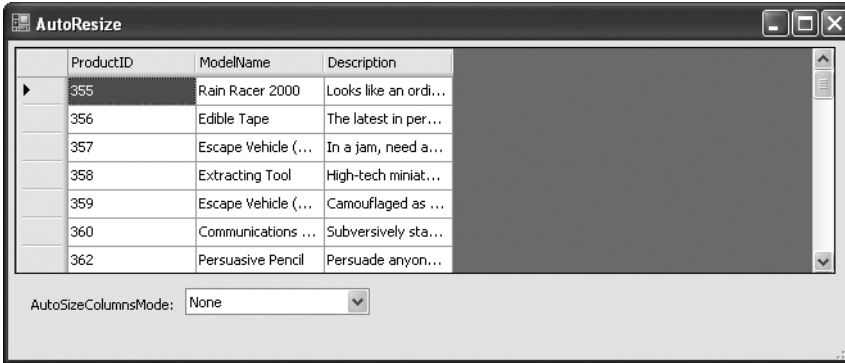 AutoResize
ProductID ModelName Description
355 Rain Racer 2000 Looks like an ordi...
356 Edible Tape The latest in per...
357 Escape Vehicle (... In a jam, need a...
358 Extracting Tool High-tech miniat...
359 Escape Vehicle (... Camouflaged as ...
360 Communications ... Subversively sta...
362 Persuasive Pencil Persuade anyon...
AutoSizeColumnsMode: None